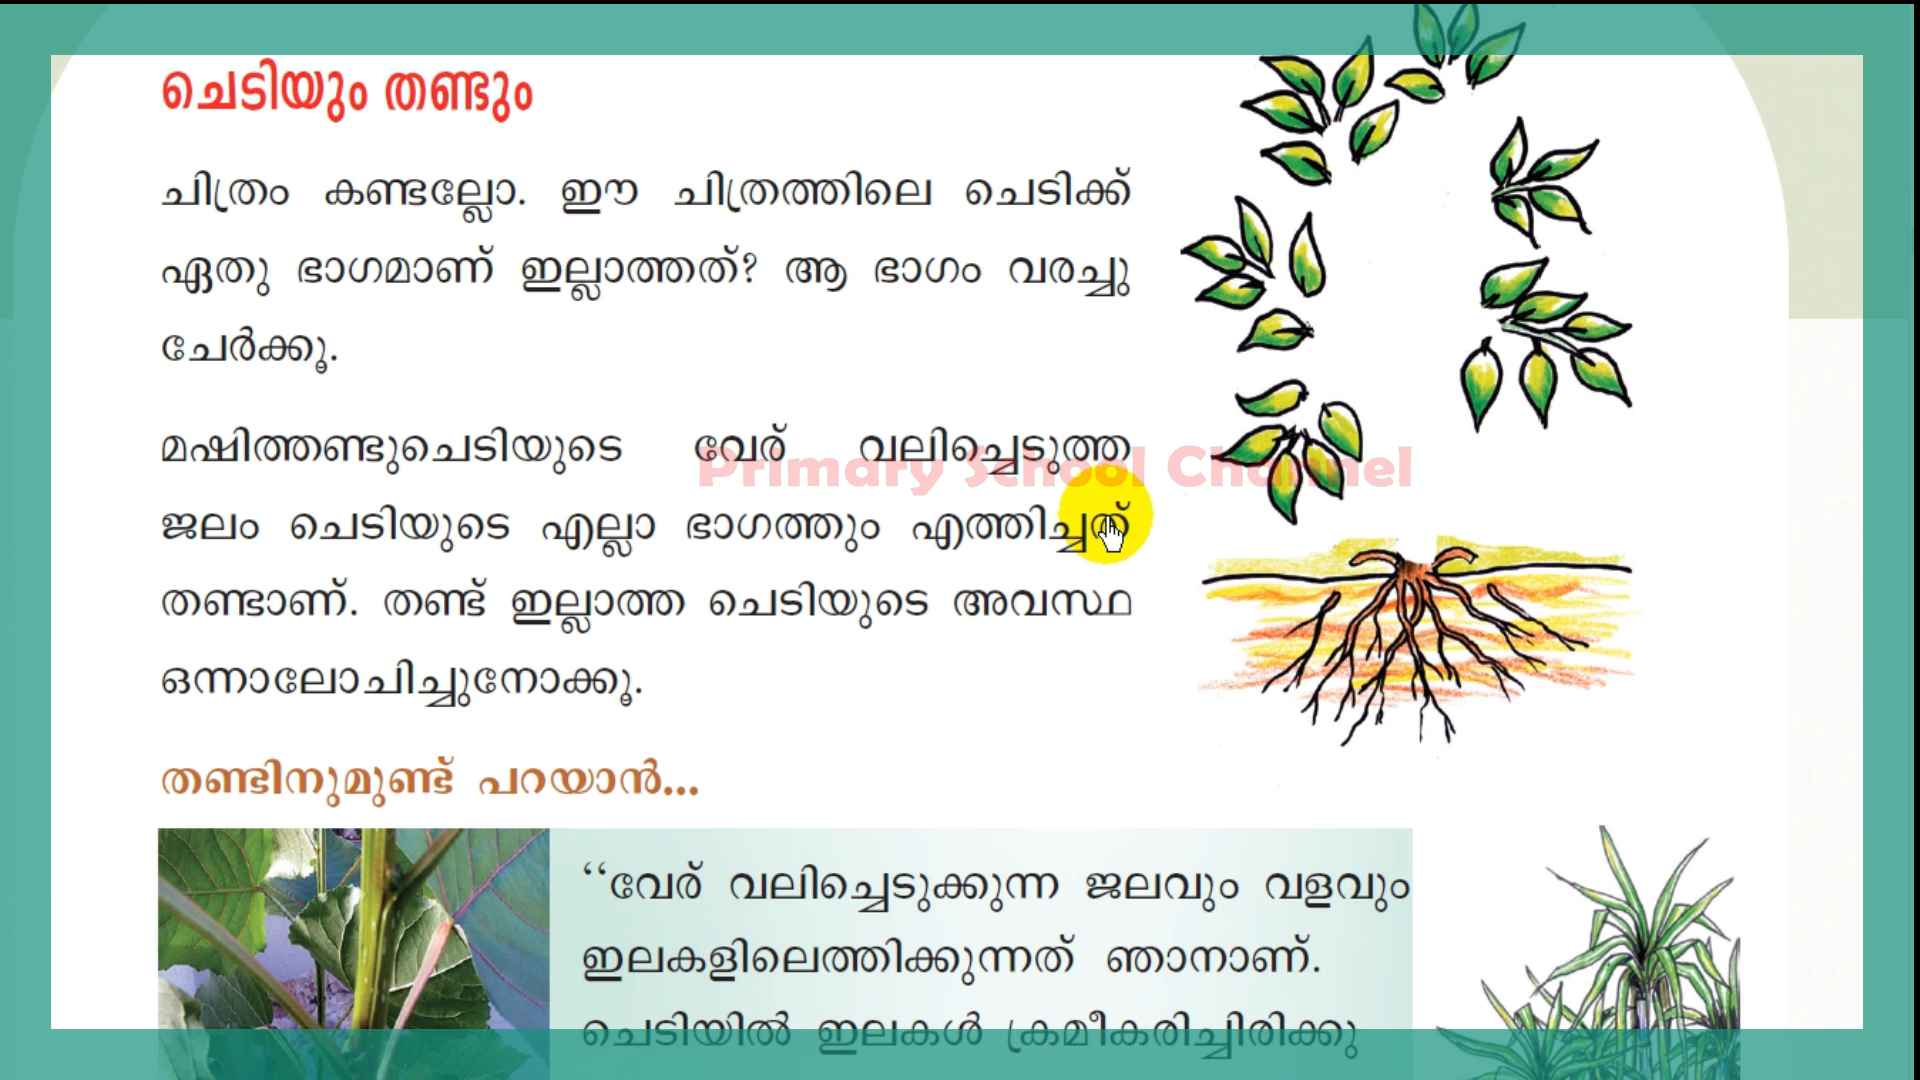 ചെടിയും തണ്ടും
ചിത്രം കണ്ടല്ലോ. ഈ ചിത്രത്തിലെ ചെടിക്ക്
ഏതു ഭാഗമാണ് ഇല്ലാത്തത്? ആ ഭാഗം വരച്ചു
ചേർക്കൂ.
മഷിത്തണ്ടുചെടിയുടെ വേര് വലിച്ചെടുത്ത
Primary School Channel
ജലം ചെടിയുടെ എല്ലാ ഭാഗത്തും എത്തിച്ചത്
തണ്ടാണ്. തണ്ട് ഇല്ലാത്ത ചെടിയുടെ അവസ്ഥ
ഒന്നാലോചിച്ചുനോക്കൂ.
തണ്ടിനുമുണ്ട് പറയാൻ...
‘‘വേര് വലിച്ചെടുക്കുന്ന ജലവും വളവും
ഇലകളിലെത്തിക്കുന്നത് ഞാനാണ്.
ചെടിയിൽ ഇലകൾ ക്രമീകരിച്ചിരിക്കു